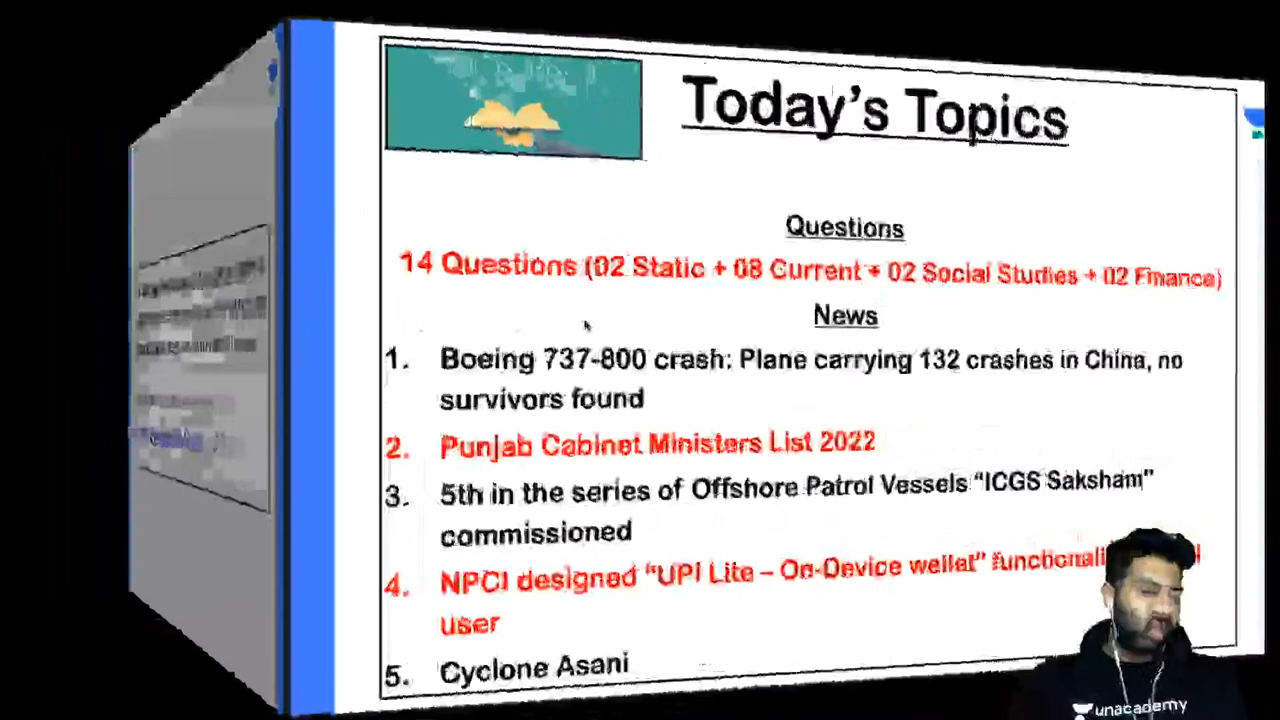 Today's Topics
Questions
14 Questions (02 Static + 08 Current + 02 Social Studies + 02 Finance)
News
1. Boeing 737-800 crash: Plane carrying 132 crashes in China, no
survivors found
2. Punjab Cabinet Ministers List 2022
3. 5th in the series of Offshore Patrol Vessels “ICGS Saksham”
commissioned
4. NPCI designed “UPI Lite – On-Device wallet”
user
5. Cyclone Asani
unacademy